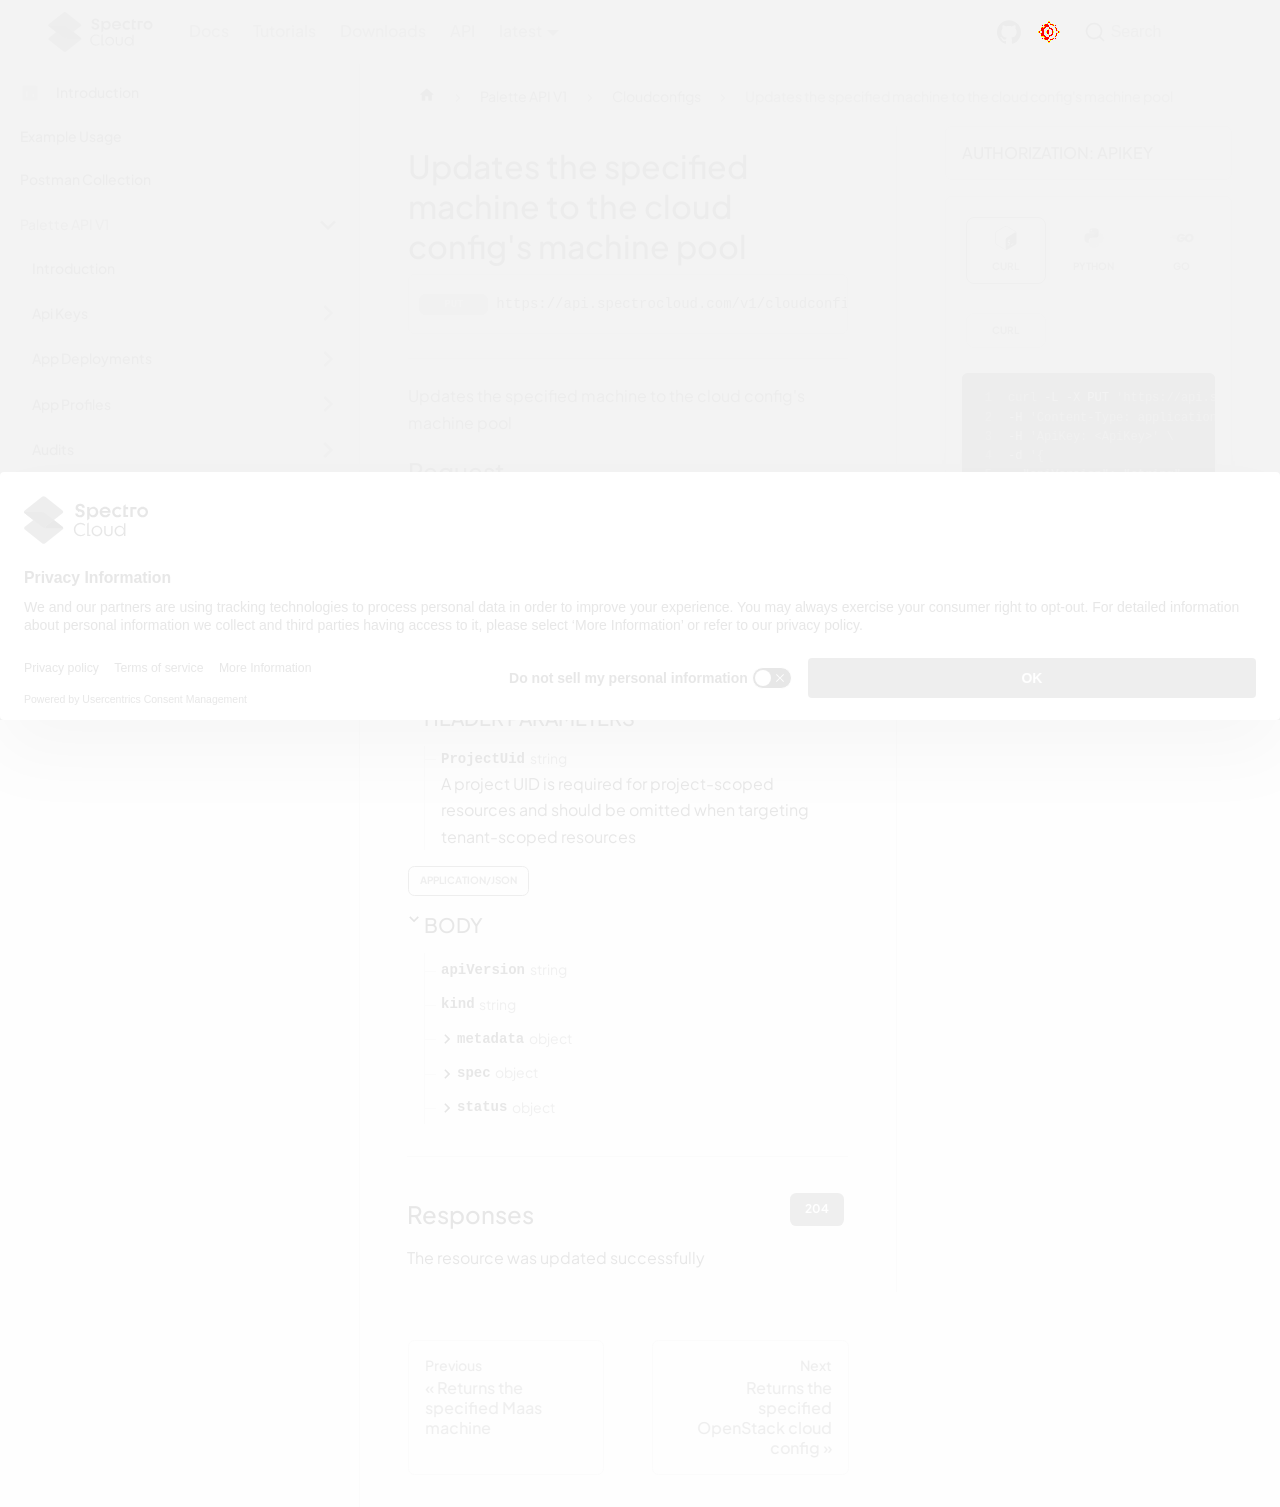 Spectro
Cloud
Docs Tutorials Downloads API latest
Search
Introduction
Example Usage
Postman Collection
Palette API V1
Introduction
Api Keys
App Deployments
App Profiles
Audits
Palette API V1
Cloudconfigs
Updates the specified machine to the cloud config's machine pool
Updates the specified
machine to the cloud
config's machine pool
https://api.spectrocloud.com/v1/cloudconfi
Updates the specified machine to the cloud config's
machine pool
Request
AUTHORIZATION: APIKEY
CURL PYTHON GO
CURL
Spectro
Cloud
Privacy Information
We and our partners are using tracking technologies to process personal data in order to improve your experience. You may always exercise your consumer right to opt-out. For detailed information
about personal information we collect and third parties having access to it, please select 'More Information' or refer to our privacy policy.
Privacy policy Terms of service More Information
Powered by Usercentrics Consent Management
Do not sell my personal information
OK
HEADER PARAMETERS
ProjectUid string
A project UID is required for project-scoped
resources and should be omitted when targeting
tenant-scoped resources
APPLICATION/JSON
BODY
apiVersion string
kind string
metadata object
spec object
status object
Responses
204
The resource was updated successfully
Previous
« Returns the
specified Maas
machine
Next
Returns the
specified
OpenStack cloud
config »